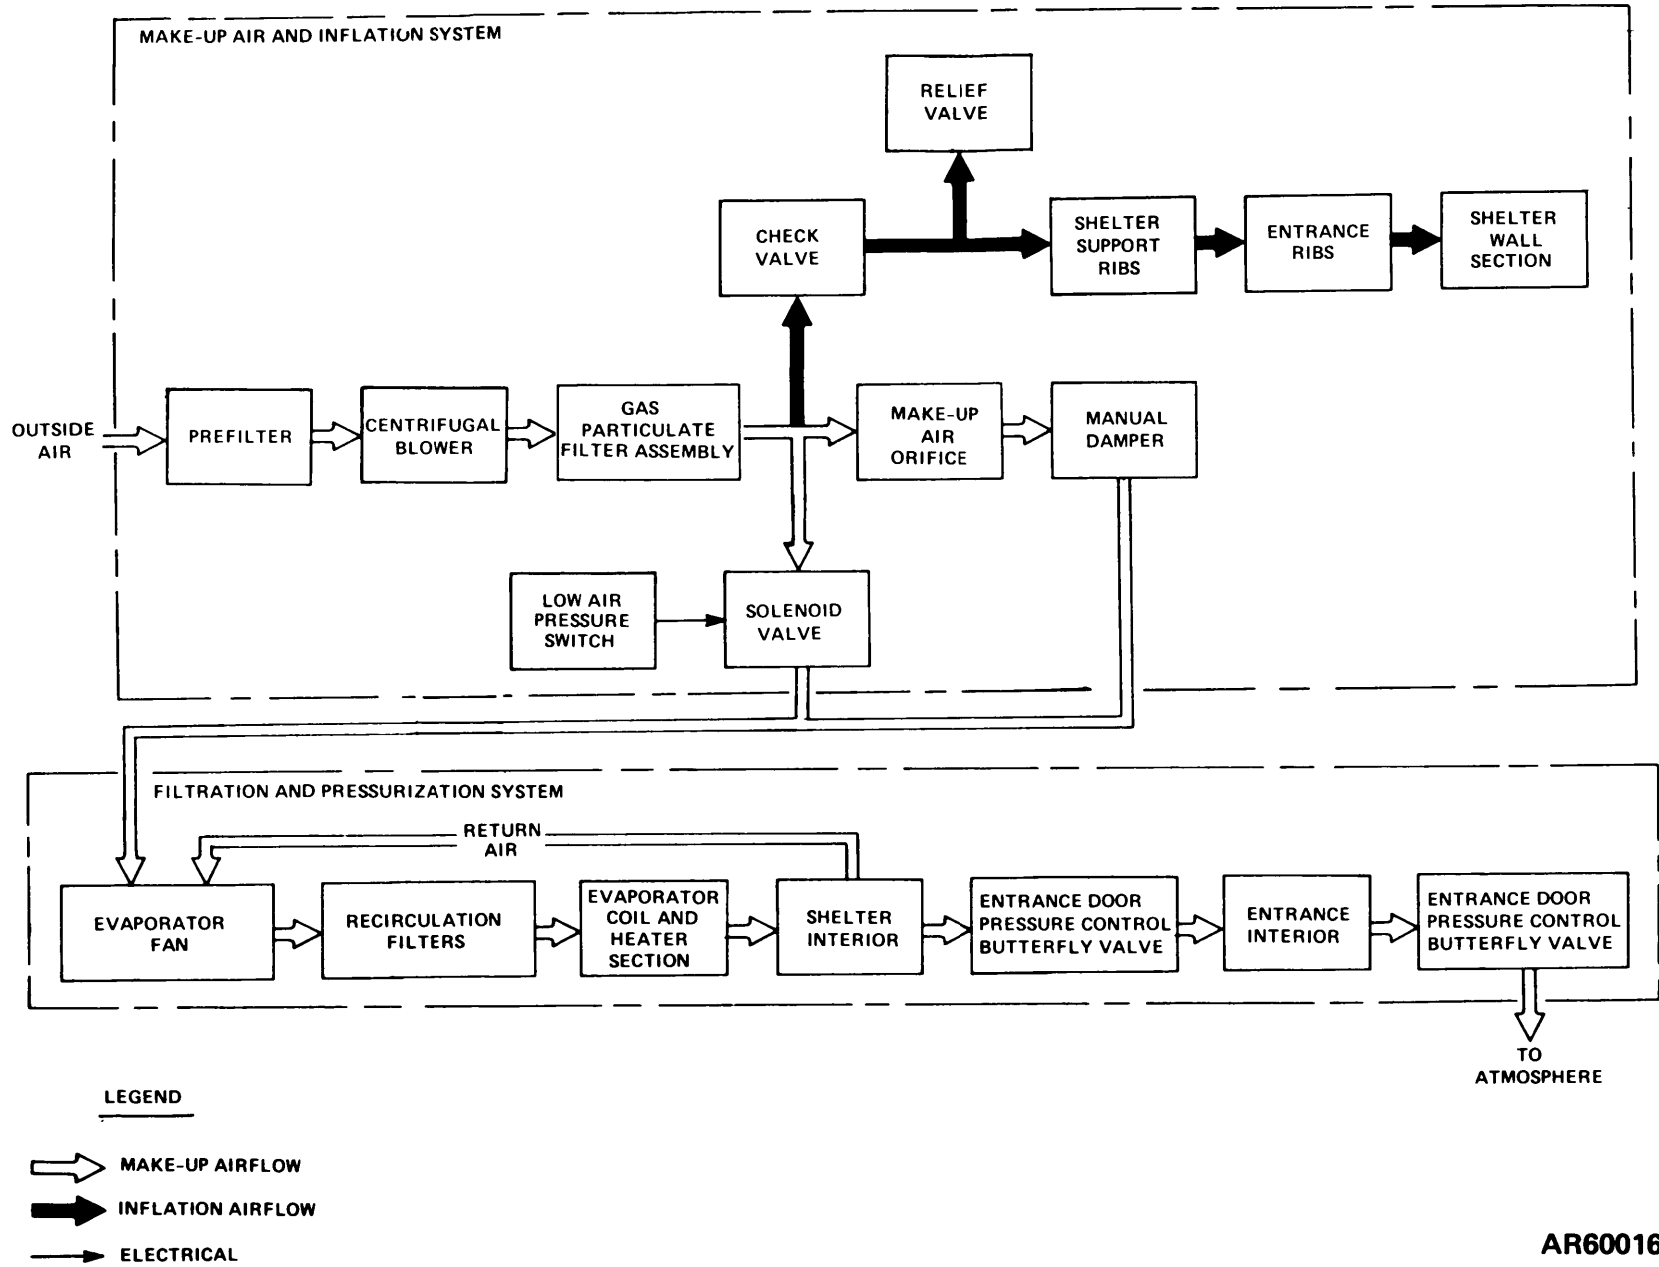 MAKE-UP AIR AND INFLATION SYSTEM
RELIEF
VALVE
CHECK
VALVE
SHELTER
SUPPORT
RIBS
ENTRANCE
RIBS
SHELTER
WALL
SECTION
OUTSIDE
AIR
PREFILTER
CENTRIFUGAL
BLOWER
GAS
PARTICULATE
FILTER ASSEMBLY
MAKE-UP
AIR
ORIFICE
MANUAL
DAMPER
LOW AIR
PRESSURE
SWITCH
SOLENOID
VALVE
FILTRATION AND PRESSURIZATION SYSTEM
RETURN
AIR
EVAPORATOR
FAN
RECIRCULATION
FILTERS
EVAPORATOR
COIL AND
HEATER
SECTION
SHELTER
INTERIOR
ENTRANCE DOOR
PRESSURE CONTROL
BUTTERFLY VALVE
ENTRANCE
INTERIOR
ENTRANCE DOOR
PRESSURE CONTROL
BUTTERFLY VALVE
TO
ATMOSPHERE
LEGEND
MAKE-UP AIRFLOW
INFLATION AIRFLOW
ELECTRICAL
AR60016